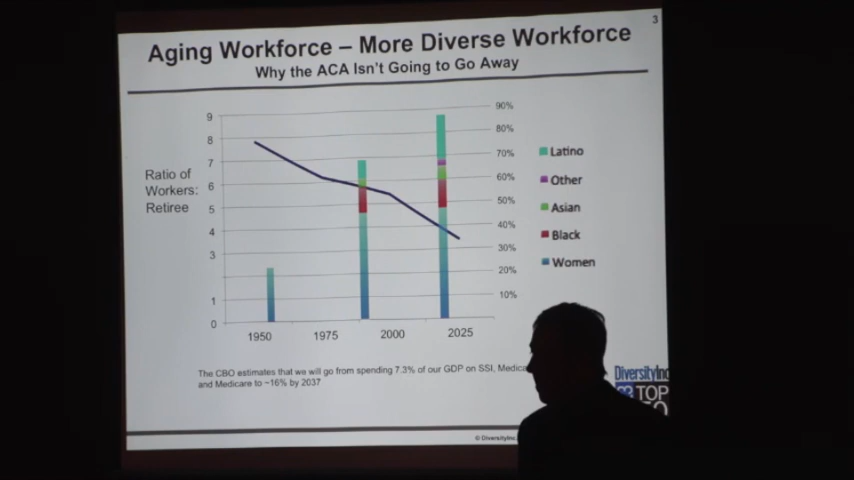 3
Aging Workforce – More Diverse Workforce
Why the ACA Isn't Going to Go Away
Ratio of
Workers:
Retiree
9
8
7
6
5
4
3
1
0
90%
80%
70%
60%
50%
40%
30%
20%
10%
1950 1975 2000 2025
Latino
Other
Asian
Black
Women
The CBO estimates that we will go from spending 7.3% of our GDP on SSI,
and Medicare to ~16% by 2037
TOP
© DiversityInc